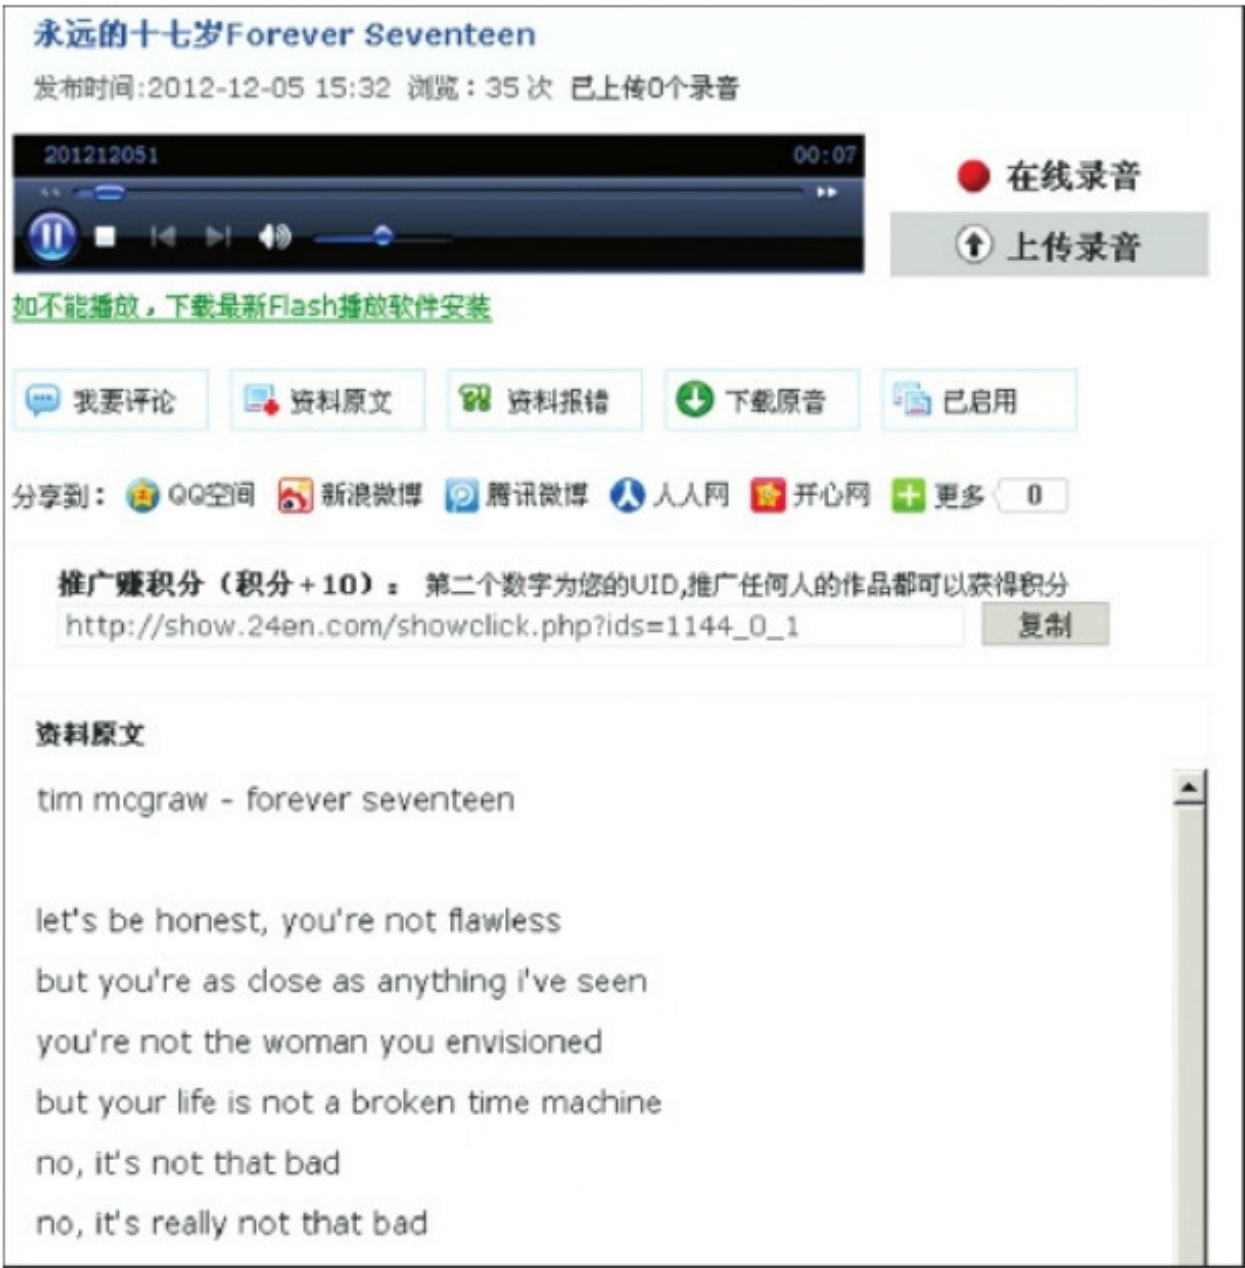 永远的十七岁Forever Seventeen
发布时间:2012-12-05 15:32 浏览：35 次 已上传0个录音
201212051 00:07
在线录音
上传录音
如不能播放，下载最新Flash播放软件安装
我要评论 资料原文 资料报错 下载原音 已启用
分享到： QQ空间 新浪微博 腾讯微博 人人网 开心网 更多 0
推广赚积分（积分+10）： 第二个数字为您的UID,推广任何人的作品都可以获得积分
http://show.24en.com/showclick.php?ids=1144_0_1 复制
资料原文
tim mcgraw - forever seventeen
let's be honest, you're not flawless
but you're as close as anything i've seen
you're not the woman you envisioned
but your life is not a broken time machine
no, it's not that bad
no, it's really not that bad